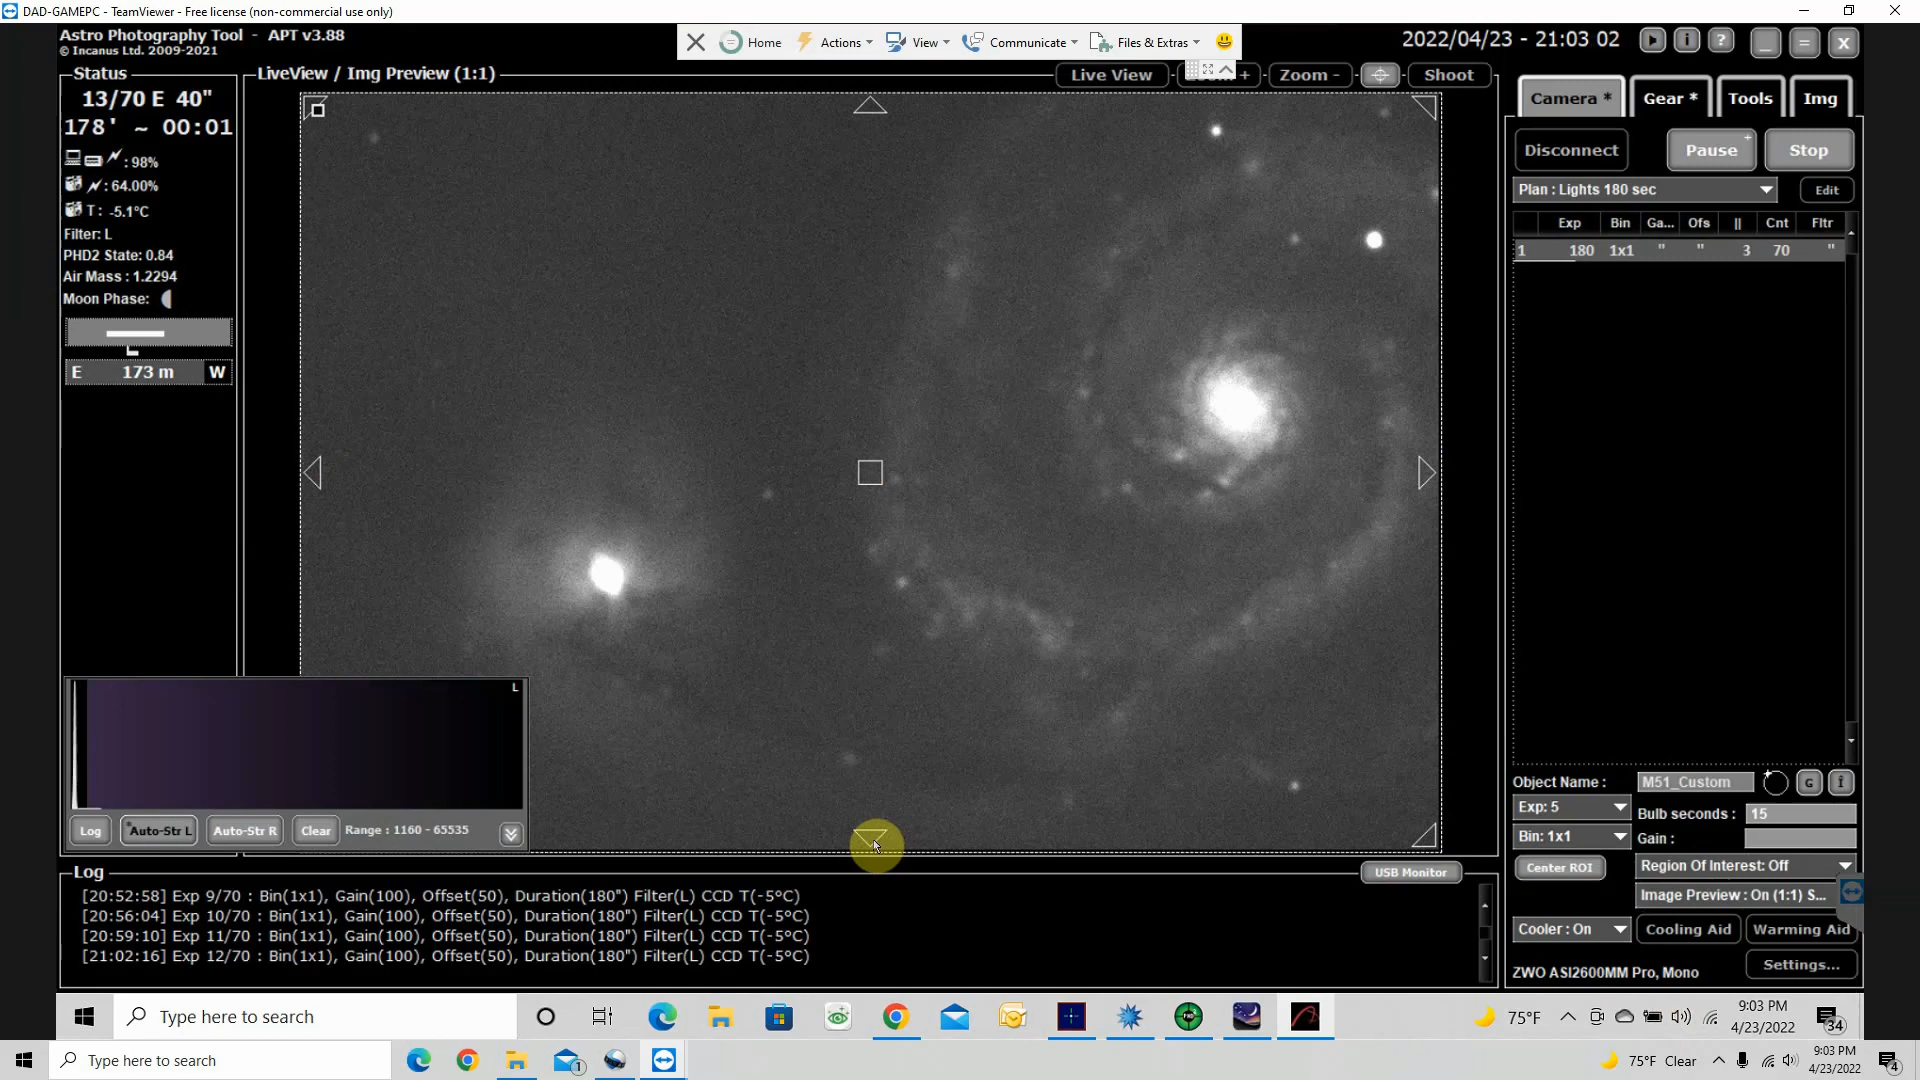 DAD-GAMEPC - TeamViewer - Free license (non-commercial use only)
Astro Photography Tool - APT v3.88
© Incanus Ltd. 2009-2021
Home
Actions
View
Communicate
Files & Extras
2022/04/23 - 21:03 02
i
?
_
=
X
Status
13/70 E 40"
178' ~ 00:01
: 98%
: 64.00%
T : -5.1°C
Filter: L
PHD2 State: 0.84
Air Mass : 1.2294
Moon Phase:
E 173 m W
LiveView / Img Preview (1:1)
Live View
+
Zoom -
Shoot
Camera *
Gear *
Tools
Img
Disconnect
Pause +
Stop
Plan : Lights 180 sec
Edit
Exp Bin Ga... Ofs || Cnt Fltr
1 180 1x1 " " 3 70 "
L
Log
*Auto-Str L
Auto-Str R
Clear
Range : 1160 - 65535
Object Name : M51_Custom
G
Exp: 5
Bulb seconds : 15
Bin: 1x1
Gain :
Center ROI
Region Of Interest: Off
Image Preview : On (1:1) S...
Cooler : On
Cooling Aid
Warming Aid
ZWO ASI2600MM Pro, Mono
Settings...
Log
USB Monitor
[20:52:58] Exp 9/70 : Bin(1x1), Gain(100), Offset(50), Duration(180") Filter(L) CCD T(-5°C)
[20:56:04] Exp 10/70 : Bin(1x1), Gain(100), Offset(50), Duration(180") Filter(L) CCD T(-5°C)
[20:59:10] Exp 11/70 : Bin(1x1), Gain(100), Offset(50), Duration(180") Filter(L) CCD T(-5°C)
[21:02:16] Exp 12/70 : Bin(1x1), Gain(100), Offset(50), Duration(180") Filter(L) CCD T(-5°C)
Type here to search
75°F
9:03 PM
4/23/2022
34
Type here to search
1
75°F Clear
9:03 PM
4/23/2022
4